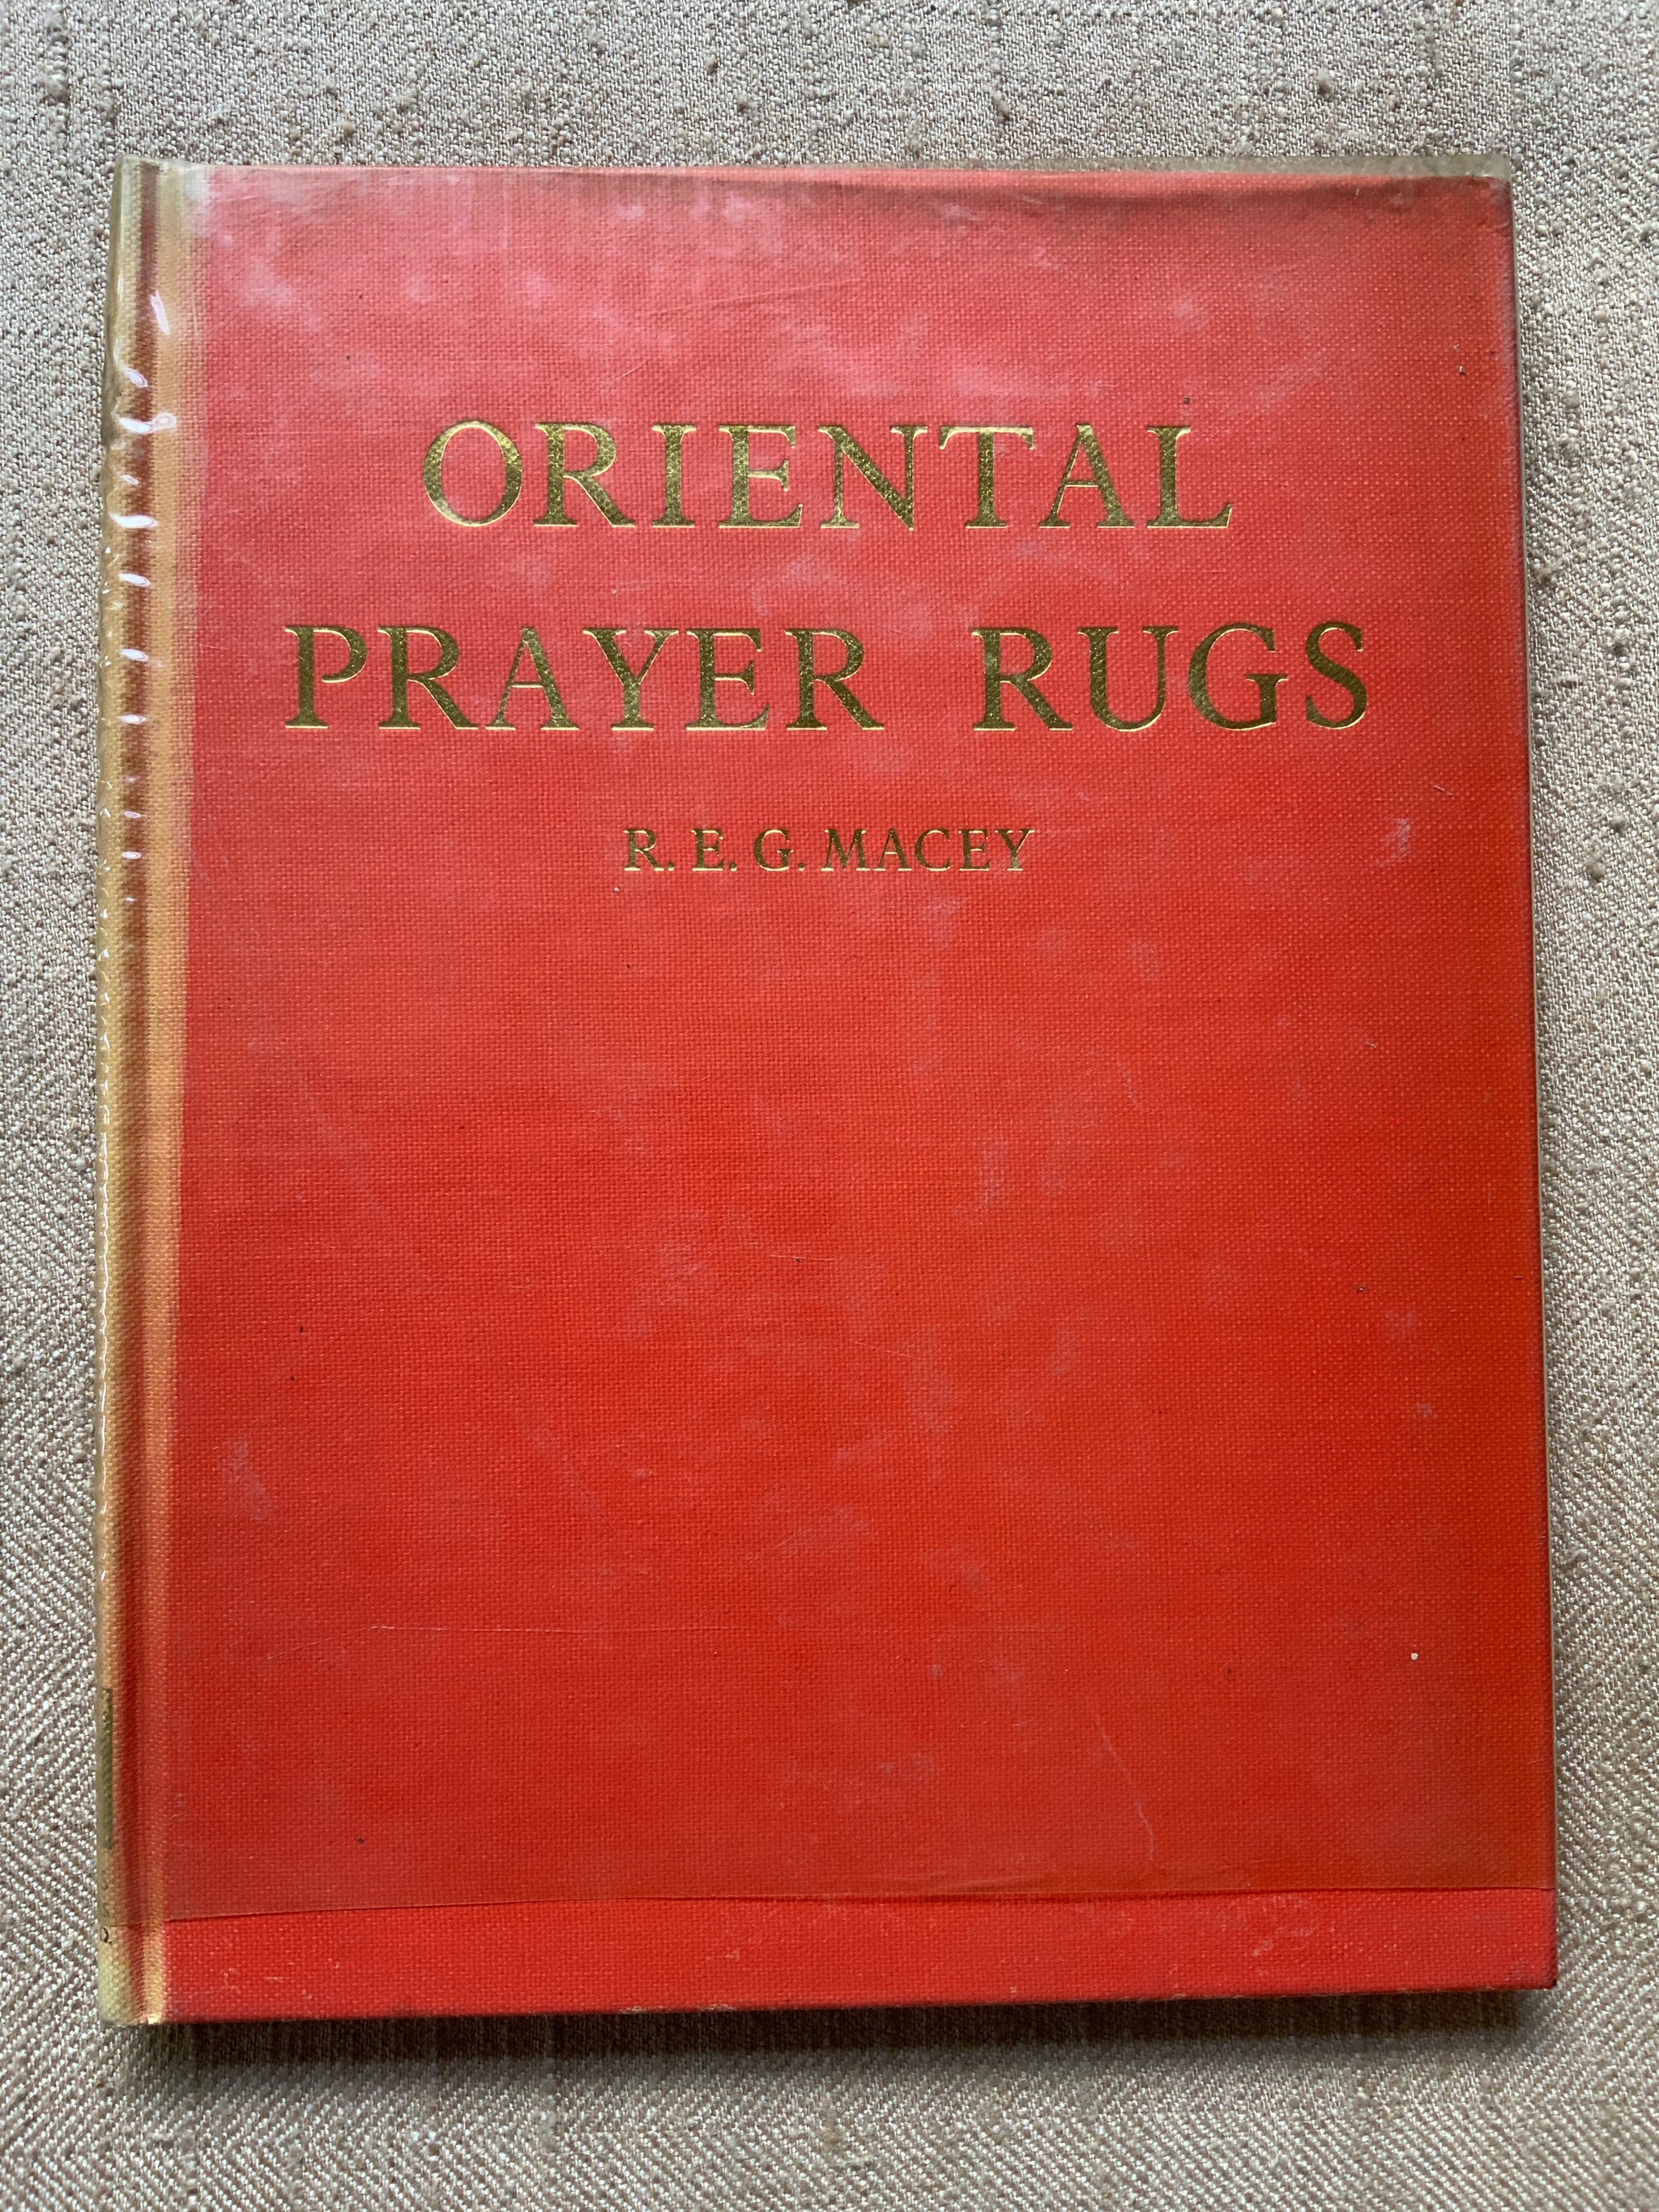 ORIENTAL
PRAYER RUGS
R. E. G. MACEY